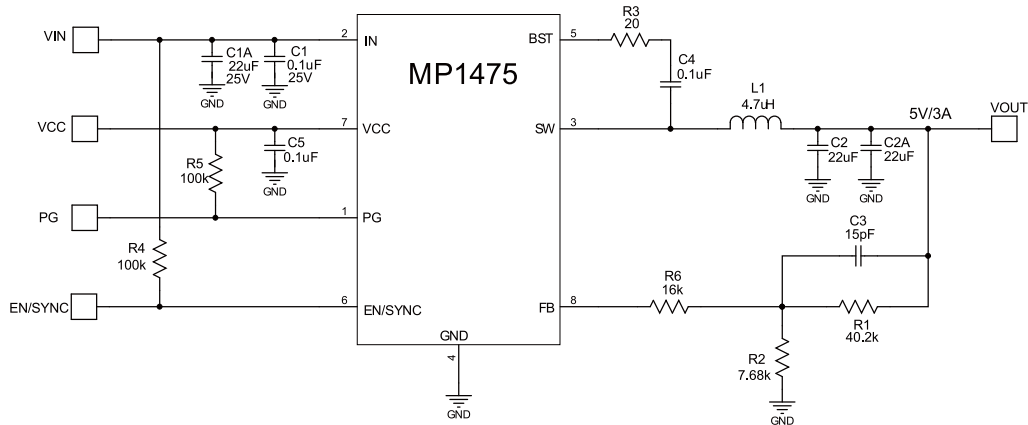 VIN
2
IN
C1A
22uF
25V
GND
C1
0.1uF
25V
GND
MP1475
BST
5
R3
20
C4
0.1uF
VCC
7
VCC
C5
0.1uF
GND
R5
100k
SW
3
L1
4.7uH
5V/3A
VOUT
C2
22uF
GND
C2A
22uF
GND
PG
1
PG
R4
100k
C3
15pF
EN/SYNC
6
EN/SYNC
FB
8
R6
16k
R1
40.2k
R2
7.68k
GND
GND
4
GND